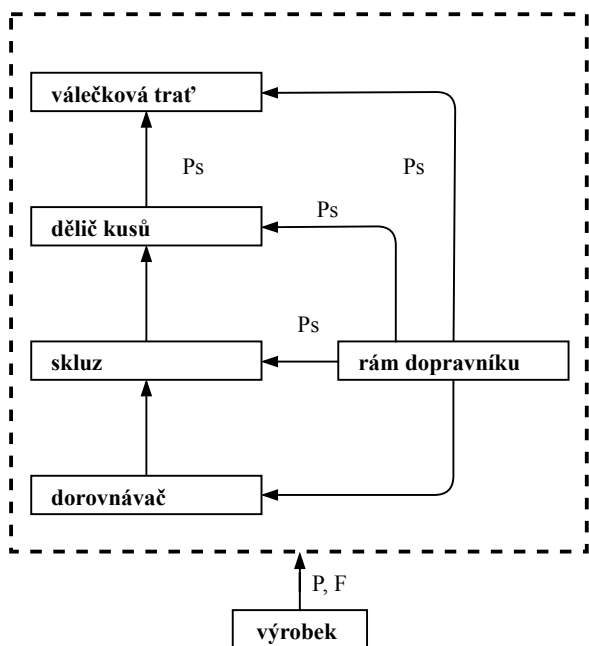 válečková trať
Ps
Ps
Ps
dělič kusů
Ps
skluz
rám dopravníku
dorovnávač
P, F
výrobek